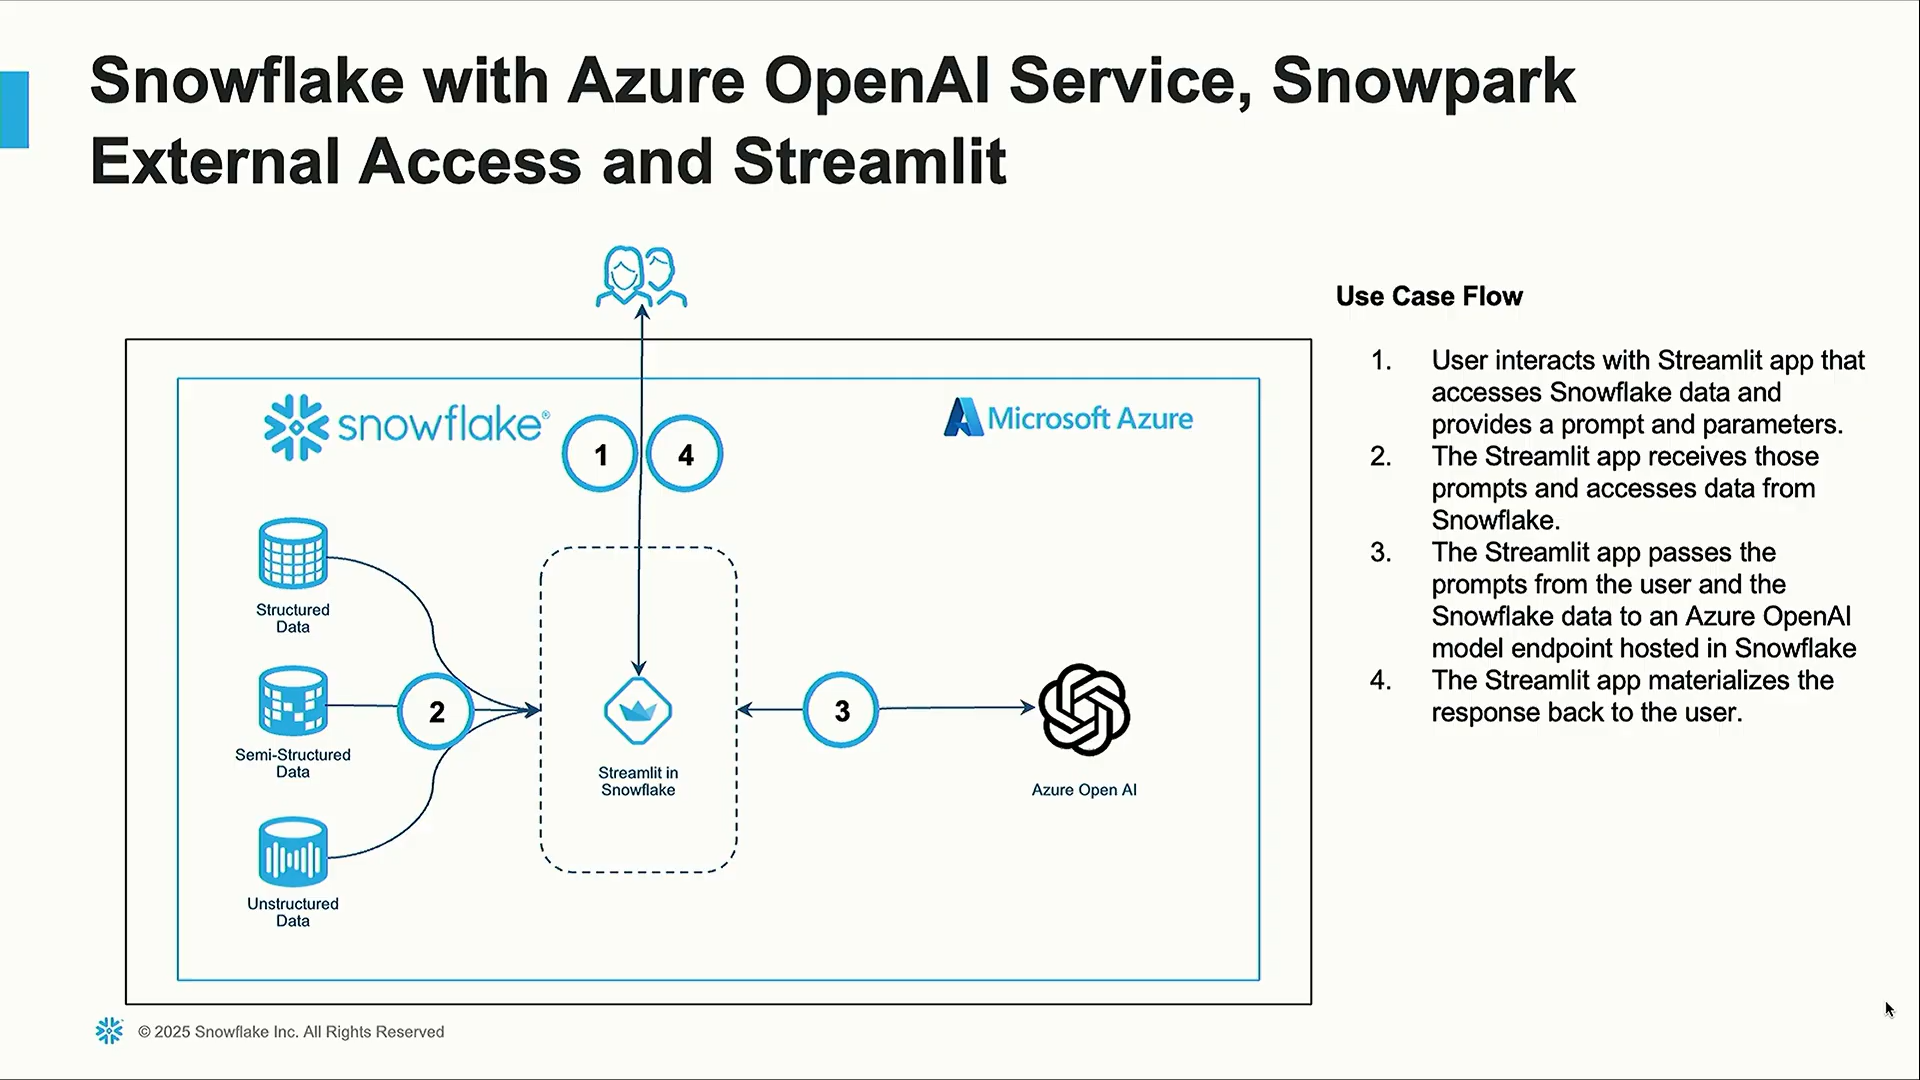 Snowflake with Azure OpenAI Service, Snowpark
External Access and Streamlit
snowflake®
Microsoft Azure
1
4
Structured
Data
Semi-Structured
Data
Unstructured
Data
2
Streamlit in
Snowflake
3
Azure Open AI
Use Case Flow
1. User interacts with Streamlit app that
accesses Snowflake data and
provides a prompt and parameters.
2. The Streamlit app receives those
prompts and accesses data from
Snowflake.
3. The Streamlit app passes the
prompts from the user and the
Snowflake data to an Azure OpenAI
model endpoint hosted in Snowflake
4. The Streamlit app materializes the
response back to the user.
© 2025 Snowflake Inc. All Rights Reserved